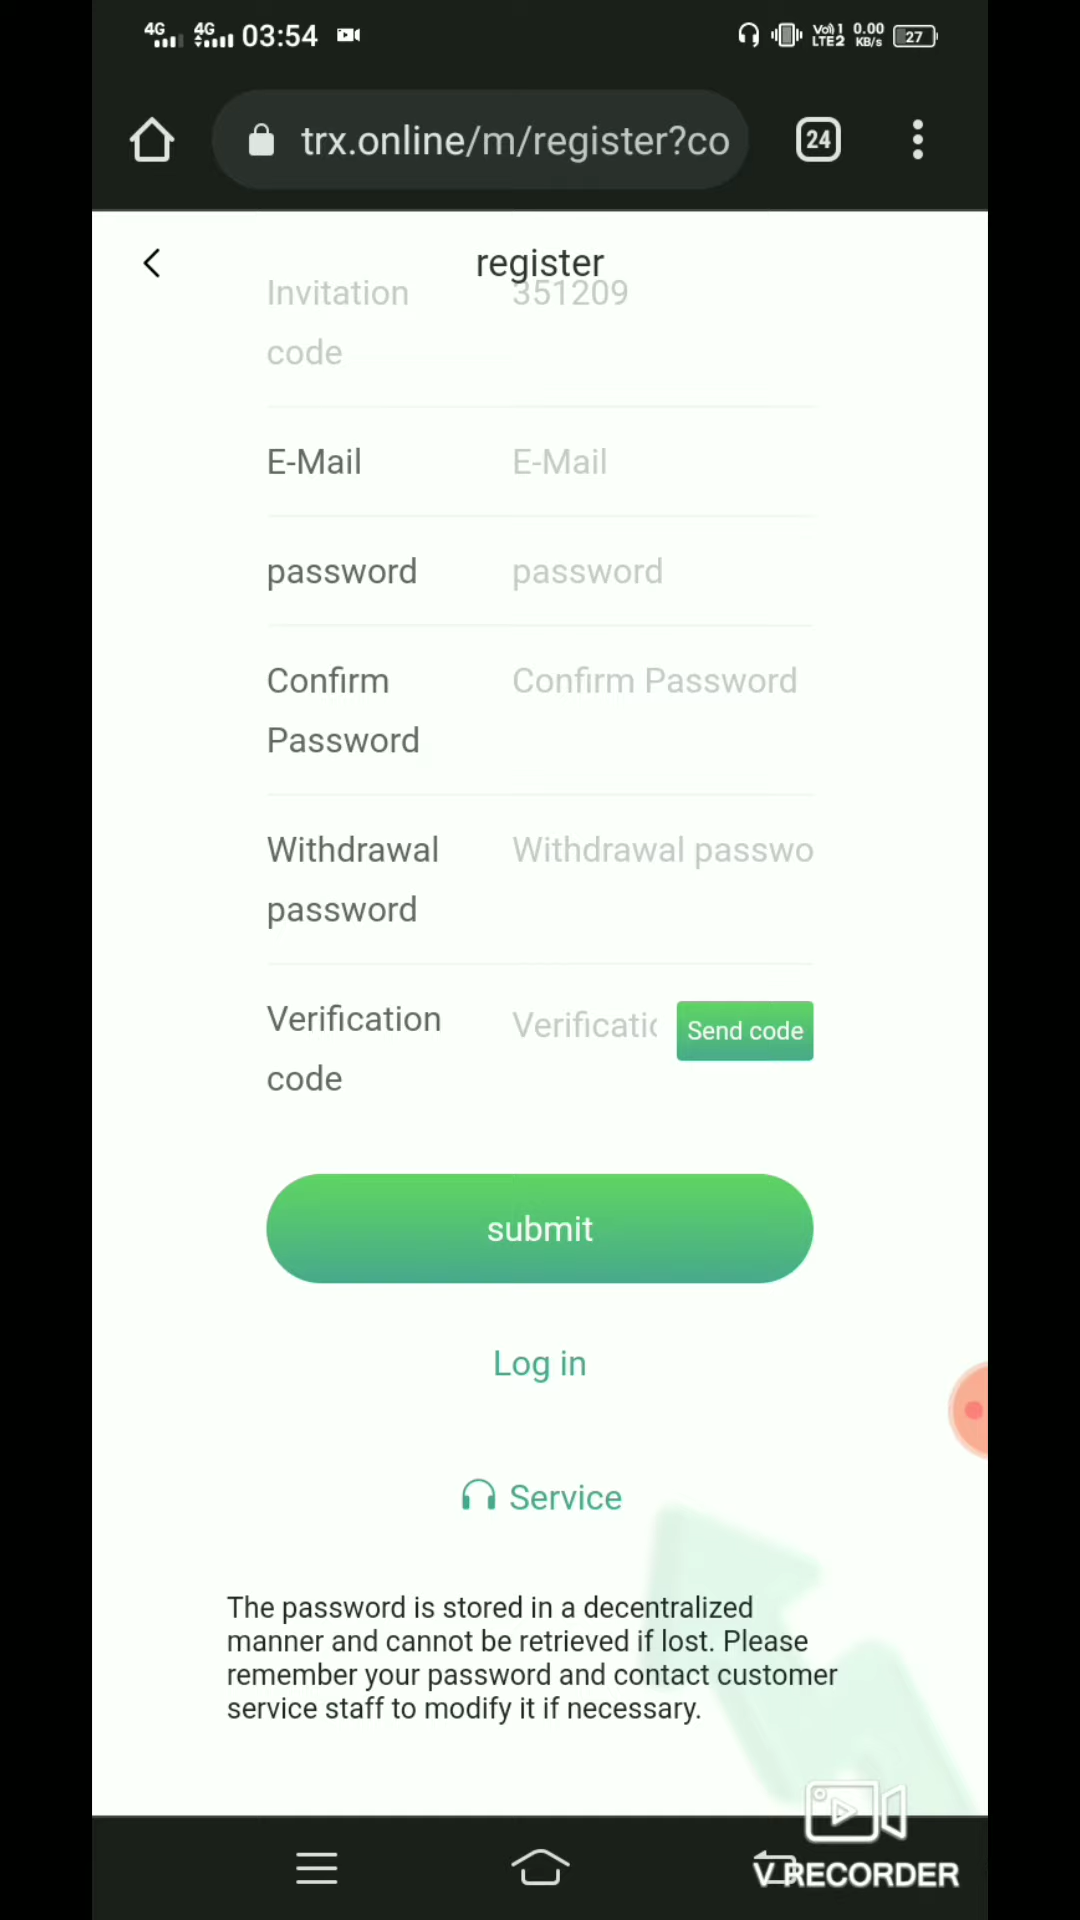 4G 4G 03:54 Vo) 1 LTE2 0.00 KB/s 27
trx.online/m/register?co 24
register
Invitation 351209
code
E-Mail E-Mail
password password
Confirm Confirm Password
Password
Withdrawal Withdrawal passwo
password
Verification Verificatic Send code
code
submit
Log in
Service
The password is stored in a decentralized
manner and cannot be retrieved if lost. Please
remember your password and contact customer
service staff to modify it if necessary.
V RECORDER